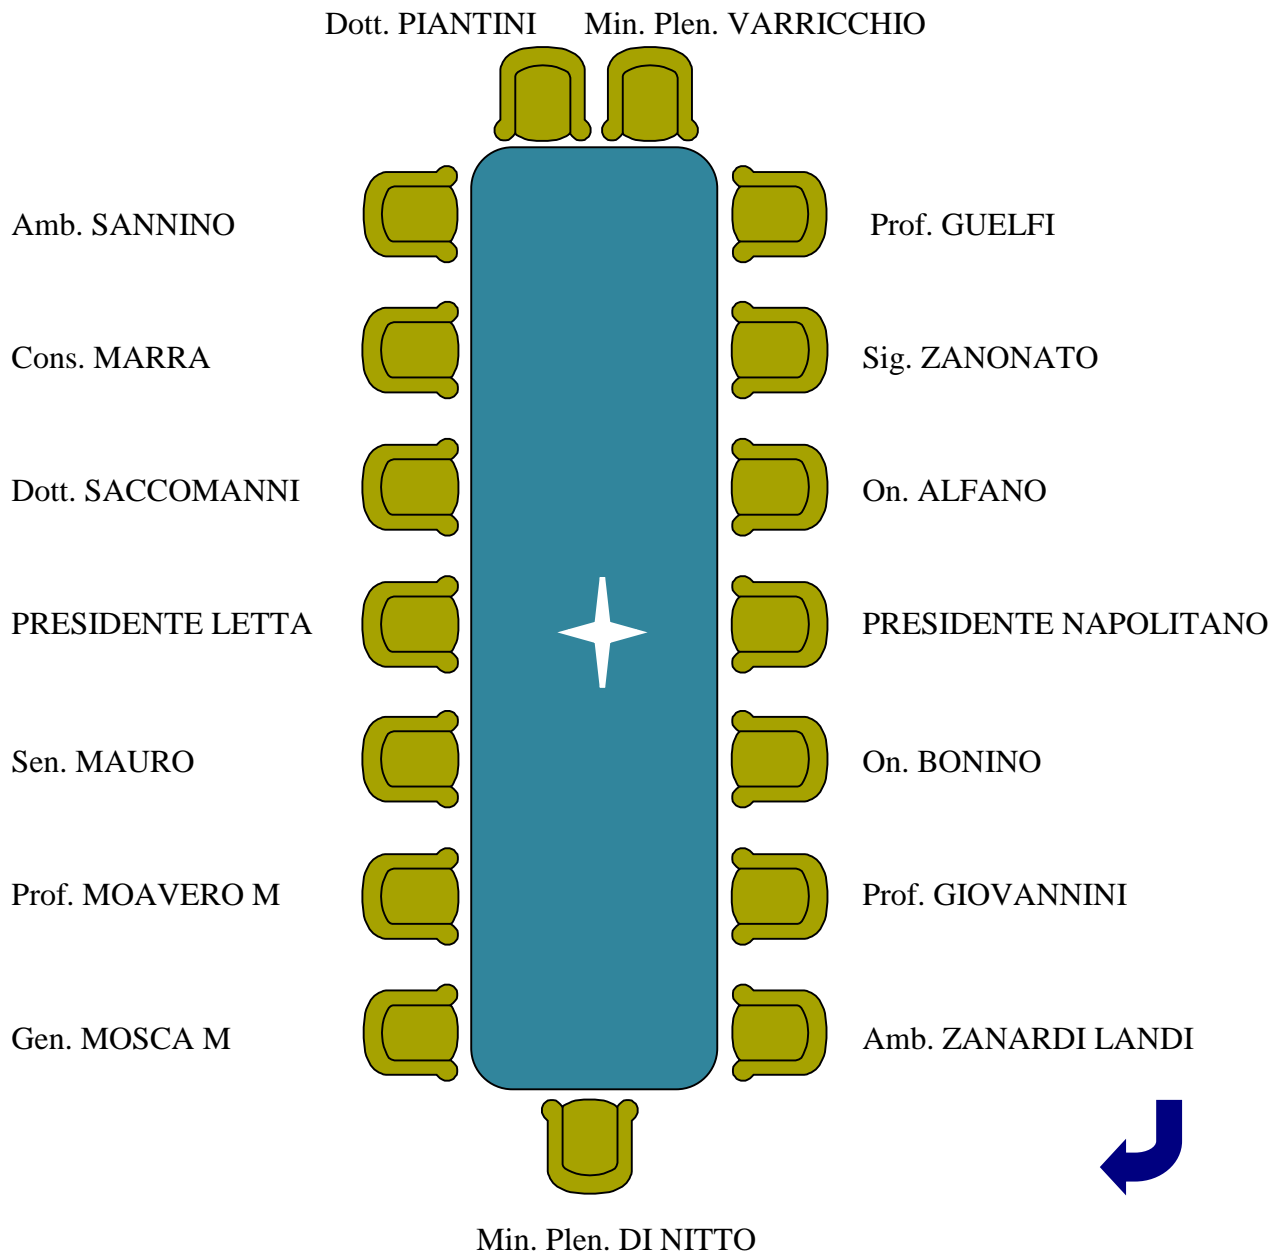 Dott. PIANTINI Min. Plen. VARRICCHIO
Amb. SANNINO Prof. GUELFI
Cons. MARRA Sig. ZANONATO
Dott. SACCOMANNI On. ALFANO
PRESIDENTE LETTA PRESIDENTE NAPOLITANO
Sen. MAURO On. BONINO
Prof. MOAVERO M Prof. GIOVANNINI
Gen. MOSCA M Amb. ZANARDI LANDI
Min. Plen. DI NITTO